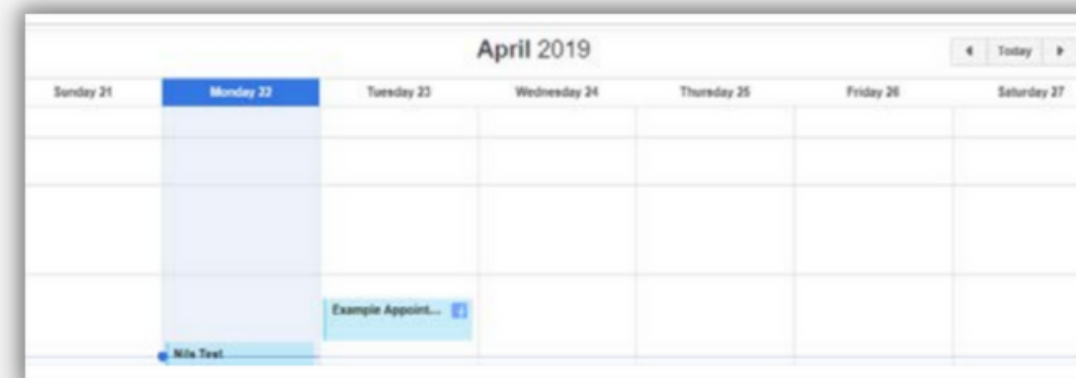 April 2019
Today
Sunday 21
Monday 22
Tuesday 23
Wednesday 24
Thursday 25
Friday 26
Saturday 27
Example Appoint...
Test